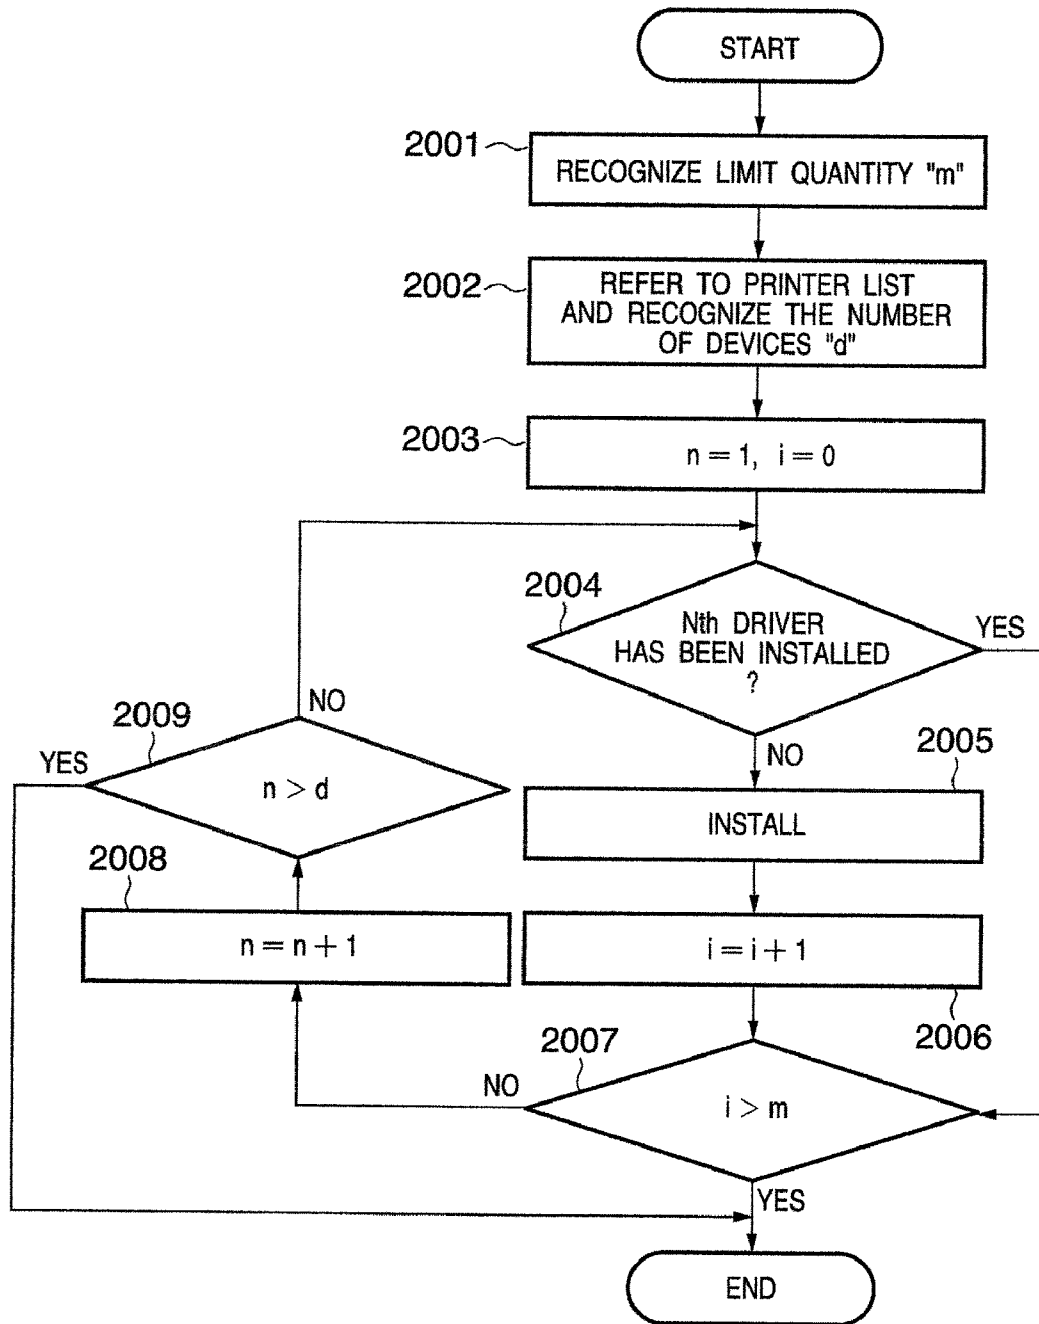 START
2001
RECOGNIZE LIMIT QUANTITY "m"
2002
REFER TO PRINTER LIST
AND RECOGNIZE THE NUMBER
OF DEVICES "d"
2003
n = 1, i = 0
2004
Nth DRIVER
HAS BEEN INSTALLED
?
YES
NO
2005
INSTALL
2006
i = i + 1
2007
i > m
NO
YES
2008
n = n + 1
2009
n > d
NO
YES
END